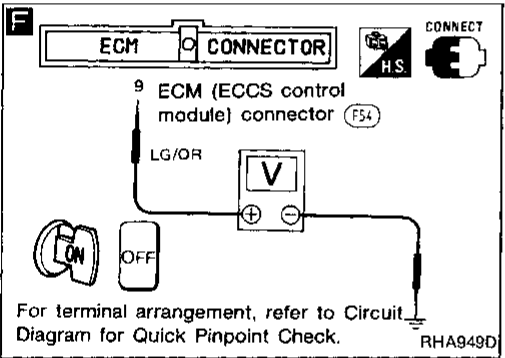 F
ECM CONNECTOR
CONNECT
H.S.
9 ECM (ECCS control
module) connector F54
LG/OR
V
⊕ ⊖
ON
OFF
For terminal arrangement, refer to Circuit
Diagram for Quick Pinpoint Check.
RHA949D